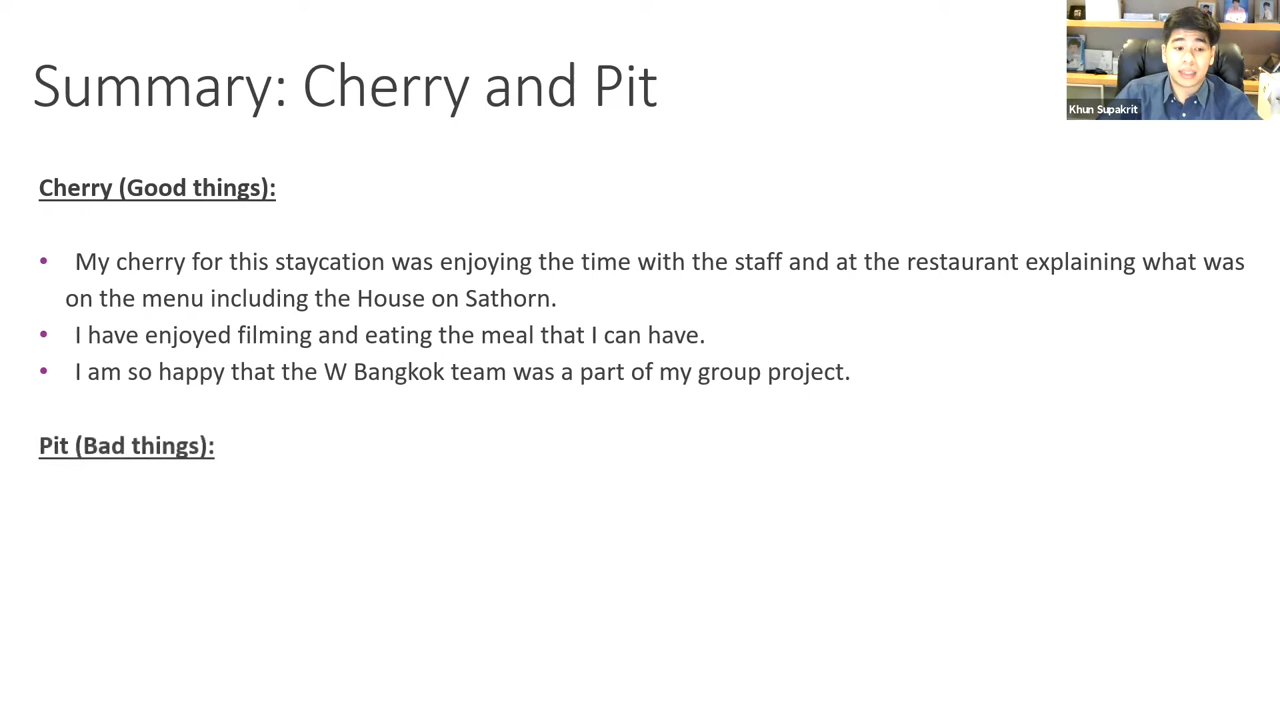 Summary: Cherry and Pit
Khun Supakrit
Cherry (Good things):
• My cherry for this staycation was enjoying the time with the staff and at the restaurant explaining what was
on the menu including the House on Sathorn.
• I have enjoyed filming and eating the meal that I can have.
• I am so happy that the W Bangkok team was a part of my group project.
Pit (Bad things):